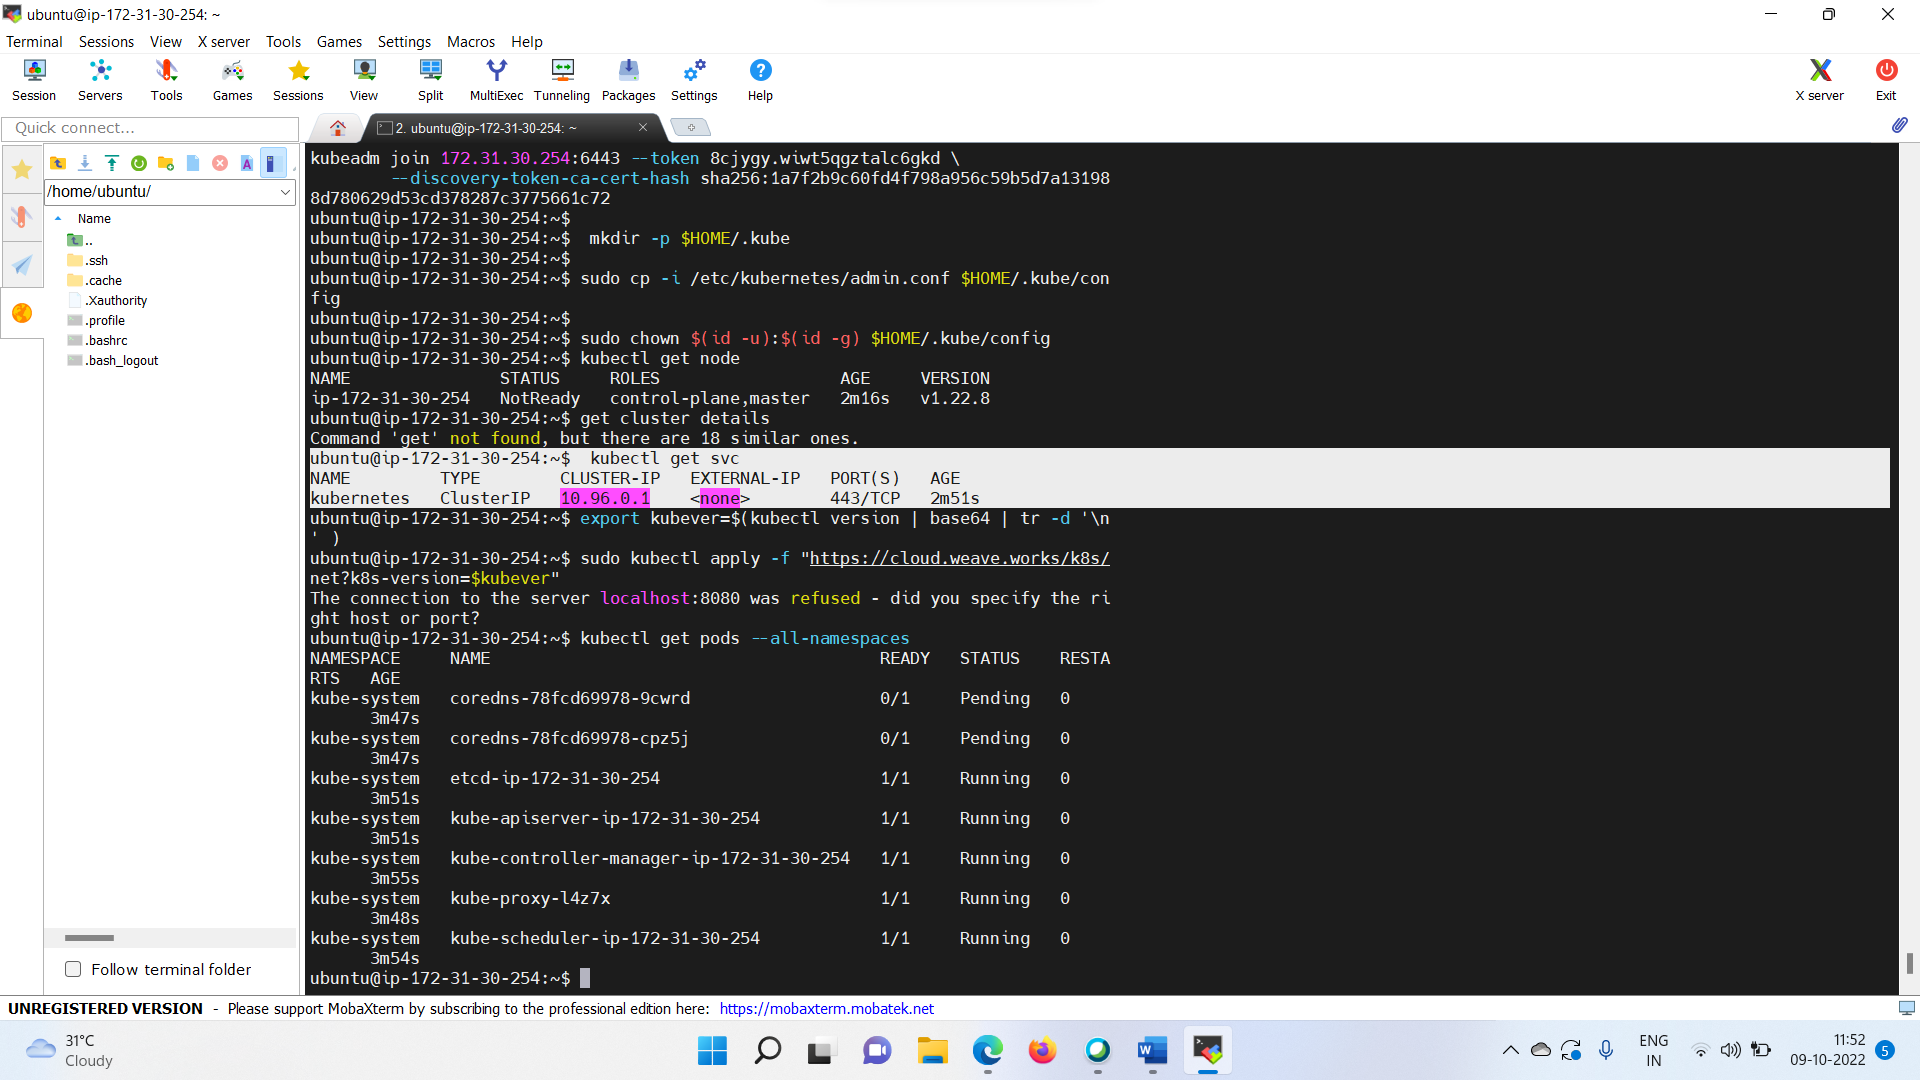 ubuntu@ip-172-31-30-254: ~
Terminal Sessions View X server Tools Games Settings Macros Help
Session Servers Tools Games Sessions View Split MultiExec Tunneling Packages Settings Help X server Exit
Quick connect...
2. ubuntu@ip-172-31-30-254: ~
/home/ubuntu/
Name
..
.ssh
.cache
.Xauthority
.profile
.bashrc
.bash_logout
Follow terminal folder
kubeadm join 172.31.30.254:6443 --token 8cjygy.wiwt5qgztalc6gkd \
--discovery-token-ca-cert-hash sha256:1a7f2b9c60fd4f798a956c59b5d7a13198
8d780629d53cd378287c3775661c72
ubuntu@ip-172-31-30-254:~$
ubuntu@ip-172-31-30-254:~$  mkdir -p $HOME/.kube
ubuntu@ip-172-31-30-254:~$
ubuntu@ip-172-31-30-254:~$ sudo cp -i /etc/kubernetes/admin.conf $HOME/.kube/con
fig
ubuntu@ip-172-31-30-254:~$
ubuntu@ip-172-31-30-254:~$ sudo chown $(id -u):$(id -g) $HOME/.kube/config
ubuntu@ip-172-31-30-254:~$ kubectl get node
NAME STATUS ROLES AGE VERSION
ip-172-31-30-254 NotReady control-plane,master 2m16s v1.22.8
ubuntu@ip-172-31-30-254:~$ get cluster details
Command 'get' not found, but there are 18 similar ones.
ubuntu@ip-172-31-30-254:~$  kubectl get svc
NAME TYPE CLUSTER-IP EXTERNAL-IP PORT(S) AGE
kubernetes ClusterIP 10.96.0.1 <none> 443/TCP 2m51s
ubuntu@ip-172-31-30-254:~$ export kubever=$(kubectl version | base64 | tr -d '\n
' )
ubuntu@ip-172-31-30-254:~$ sudo kubectl apply -f "https://cloud.weave.works/k8s/
net?k8s-version=$kubever"
The connection to the server localhost:8080 was refused - did you specify the ri
ght host or port?
ubuntu@ip-172-31-30-254:~$ kubectl get pods --all-namespaces
NAMESPACE NAME READY STATUS RESTA
RTS AGE
kube-system coredns-78fcd69978-9cwrd 0/1 Pending 0
3m47s
kube-system coredns-78fcd69978-cpz5j 0/1 Pending 0
3m47s
kube-system etcd-ip-172-31-30-254 1/1 Running 0
3m51s
kube-system kube-apiserver-ip-172-31-30-254 1/1 Running 0
3m51s
kube-system kube-controller-manager-ip-172-31-30-254 1/1 Running 0
3m55s
kube-system kube-proxy-l4z7x 1/1 Running 0
3m48s
kube-system kube-scheduler-ip-172-31-30-254 1/1 Running 0
3m54s
ubuntu@ip-172-31-30-254:~$
UNREGISTERED VERSION - Please support MobaXterm by subscribing to the professional edition here: https://mobaxterm.mobatek.net
31°C
Cloudy
ENG
IN
11:52
09-10-2022
5